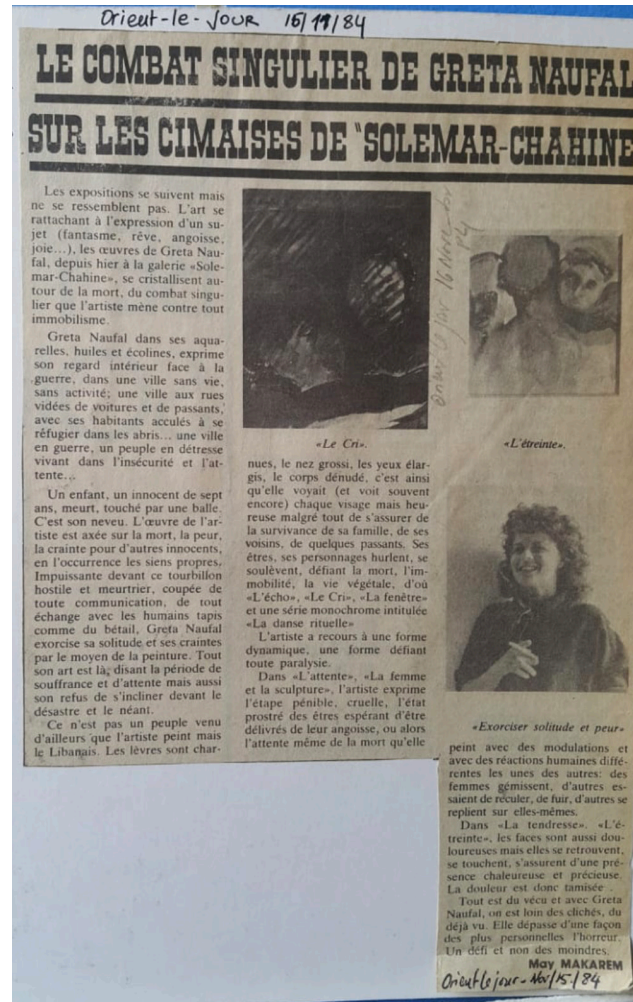 Orient-le-Jour 15/11/84
LE COMBAT SINGULIER DE GRETA NAUFAL
SUR LES CIMAISES DE "SOLEMAR-CHAHINE
Les expositions se suivent mais
ne se ressemblent pas. L'art se
rattachant à l'expression d'un su-
jet (fantasme, rêve, angoisse,
joie...), les œuvres de Greta Nau-
fal, depuis hier à la galerie «Sole-
mar-Chahine», se cristallisent au-
tour de la mort, du combat singu-
lier que l'artiste mène contre tout
immobilisme.
Greta Naufal dans ses aqua-
relles, huiles et écolines, exprime
son regard intérieur face à la
guerre, dans une ville sans vie,
sans activité; une ville aux rues
vidées de voitures et de passants,
avec ses habitants acculés à se
réfugier dans les abris... une ville
en guerre, un peuple en détresse
vivant dans l'insécurité et l'at-
tente...
Un enfant, un innocent de sept
ans, meurt, touché par une balle.
C'est son neveu. L'œuvre de l'ar-
tiste est axée sur la mort, la peur,
la crainte pour d'autres innocents,
en l'occurrence les siens propres.
Impuissante devant ce tourbillon
hostile et meurtrier, coupée de
toute communication, de tout
échange avec les humains tapis
comme du bétail, Greta Naufal
exorcise sa solitude et ses craintes
par le moyen de la peinture. Tout
son art est là, disant la période de
souffrance et d'attente mais aussi
son refus de s'incliner devant le
désastre et le néant.
Ce n'est pas un peuple venu
d'ailleurs que l'artiste peint mais
le Libanais. Les lèvres sont char-
«Le Cri».
nues, le nez grossi, les yeux élar-
gis, le corps dénudé, c'est ainsi
qu'elle voyait (et voit souvent
encore) chaque visage mais heu-
reuse malgré tout de s'assurer de
la survivance de sa famille, de ses
voisins, de quelques passants. Ses
êtres, ses personnages hurlent, se
soulèvent, défiant la mort, l'im-
mobilité, la vie végétale, d'où
«L'écho», «Le Cri», «La fenêtre»
et une série monochrome intitulée
«La danse rituelle»
L'artiste a recours à une forme
dynamique, une forme défiant
toute paralysie.
Dans «L'attente», «La femme
et la sculpture», l'artiste exprime
l'étape pénible, cruelle, l'état
prostré des êtres espérant d'être
délivrés de leur angoisse, ou alors
l'attente même de la mort qu'elle
Orient le jour 16 Novembre
84
«L'étreinte».
«Exorciser solitude et peur»
peint avec des modulations et
avec des réactions humaines diffé-
rentes les unes des autres: des
femmes gémissent, d'autres es-
saient de reculer, de fuir, d'autres se
replient sur elles-mêmes.
Dans «La tendresse», «L'é-
treinte», les faces sont aussi dou-
loureuses mais elles se retrouvent,
se touchent, s'assurent d'une pré-
sence chaleureuse et précieuse.
La douleur est donc tamisée .
Tout est du vécu et avec Greta
Naufal, on est loin des clichés, du
déjà vu. Elle dépasse d'une façon
des plus personnelles l'horreur.
Un défi et non des moindres.
May MAKAREM
Orient le jour - Nov/15/84